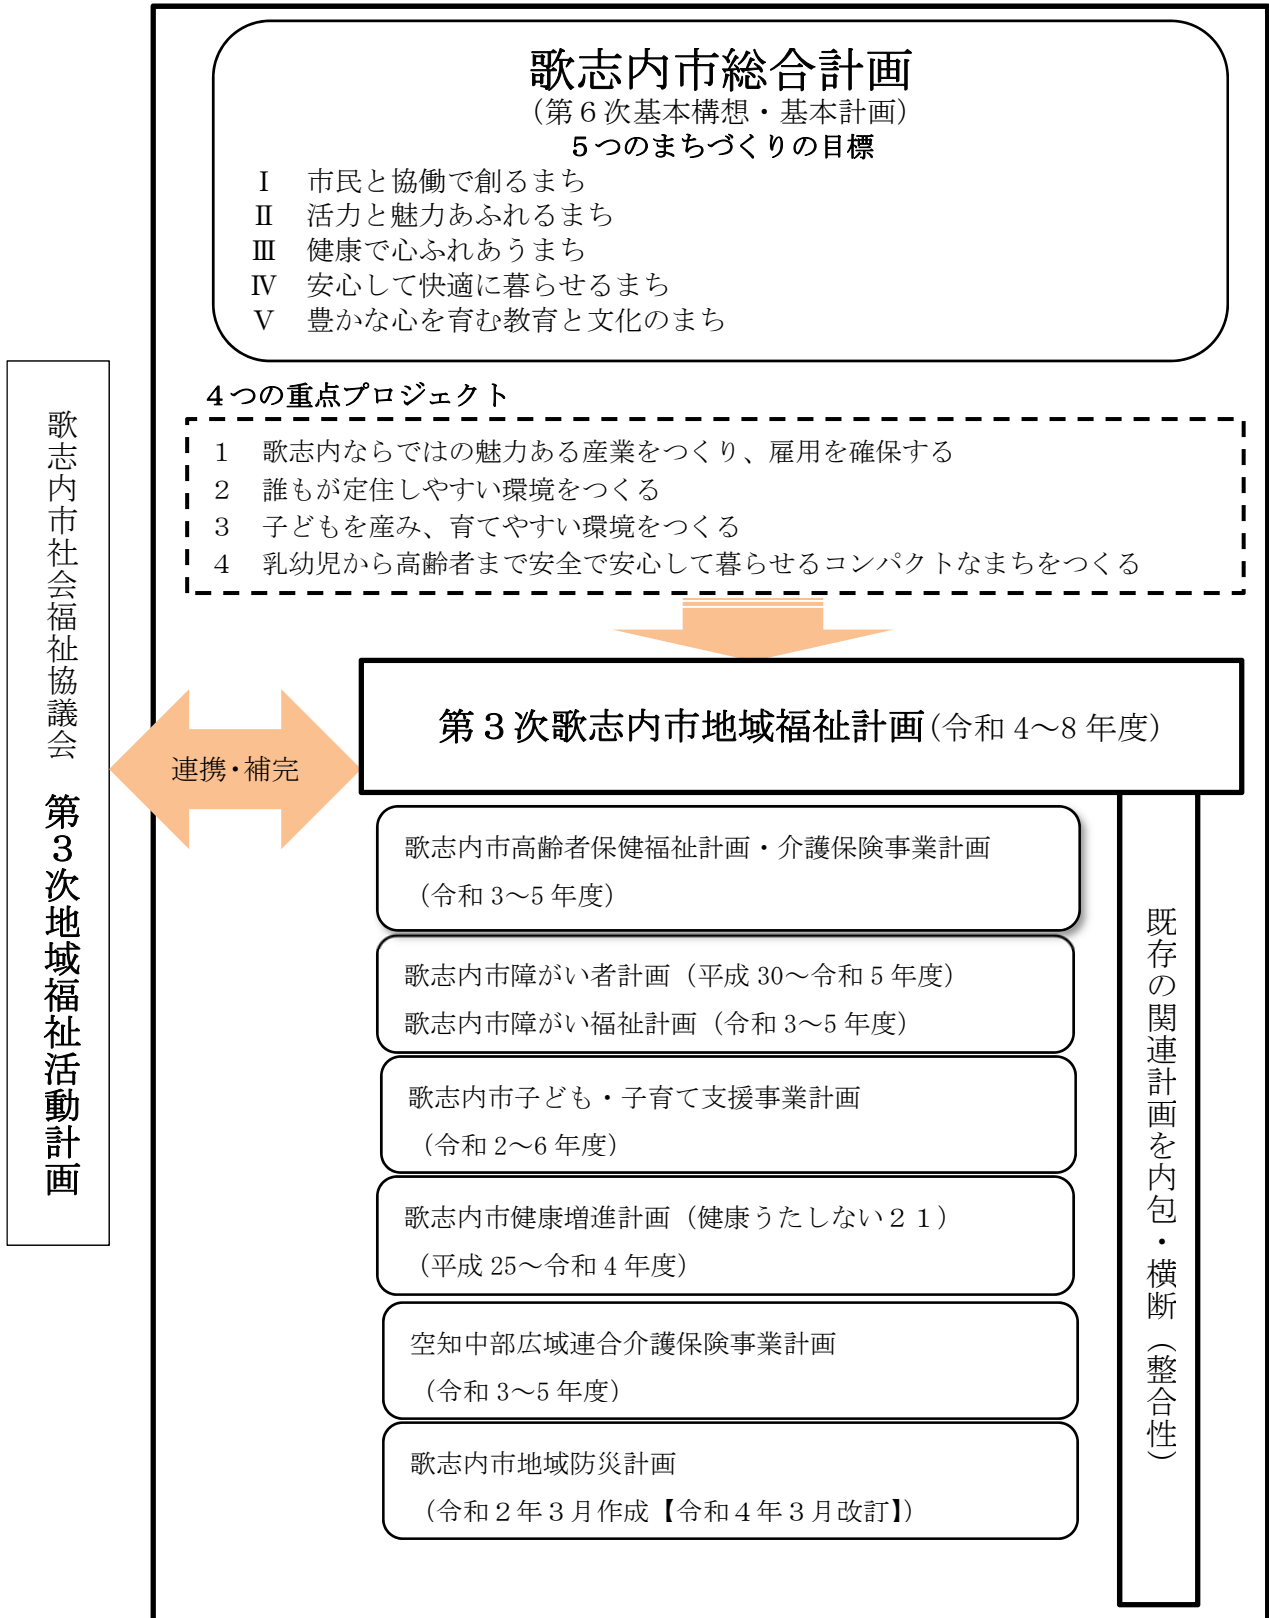 歌志内市総合計画
（第６次基本構想・基本計画）
５つのまちづくりの目標
Ⅰ　市民と協働で創るまち
Ⅱ　活力と魅力あふれるまち
Ⅲ　健康で心ふれあうまち
Ⅳ　安心して快適に暮らせるまち
Ⅴ　豊かな心を育む教育と文化のまち
４つの重点プロジェクト
１　歌志内ならではの魅力ある産業をつくり、雇用を確保する
２　誰もが定住しやすい環境をつくる
３　子どもを産み、育てやすい環境をつくる
４　乳幼児から高齢者まで安全で安心して暮らせるコンパクトなまちをつくる
歌志内市社会福祉協議会　第３次地域福祉活動計画
連携・補完
第３次歌志内市地域福祉計画（令和 4～8 年度）
歌志内市高齢者保健福祉計画・介護保険事業計画
（令和 3～5 年度）
歌志内市障がい者計画（平成 30～令和 5 年度）
歌志内市障がい福祉計画（令和 3～5 年度）
歌志内市子ども・子育て支援事業計画
（令和 2～6 年度）
歌志内市健康増進計画（健康うたしない２１）
（平成 25～令和 4 年度）
空知中部広域連合介護保険事業計画
（令和 3～5 年度）
歌志内市地域防災計画
（令和２年３月作成【令和４年３月改訂】）
既存の関連計画を内包・横断（整合性）